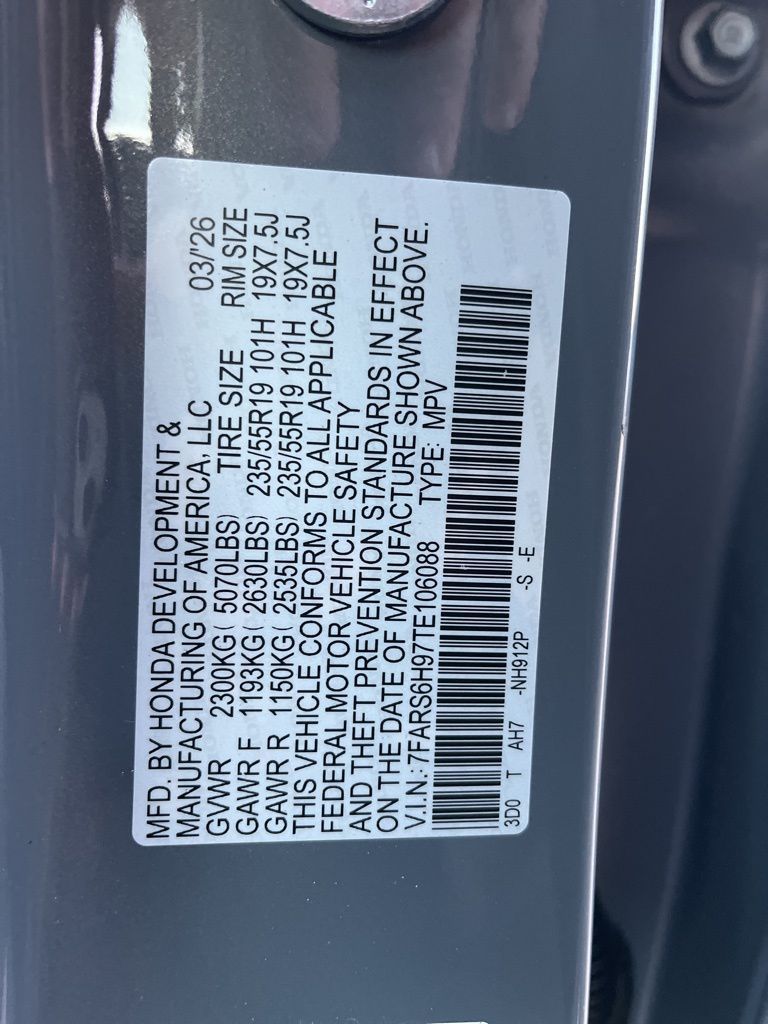 MFD. BY HONDA DEVELOPMENT &
MANUFACTURING OF AMERICA, LLC 03/'26
GVWR 2300KG( 5070LBS) TIRE SIZE RIM SIZE
GAWR F 1193KG( 2630LBS) 235/55R19 101H 19X7.5J
GAWR R 1150KG( 2535LBS) 235/55R19 101H 19X7.5J
THIS VEHICLE CONFORMS TO ALL APPLICABLE
FEDERAL MOTOR VEHICLE SAFETY
AND THEFT PREVENTION STANDARDS IN EFFECT
ON THE DATE OF MANUFACTURE SHOWN ABOVE.
V.I.N.: 7FARS6H97TE106088 TYPE: MPV
3D0 T AH7 -NH912P -S -E